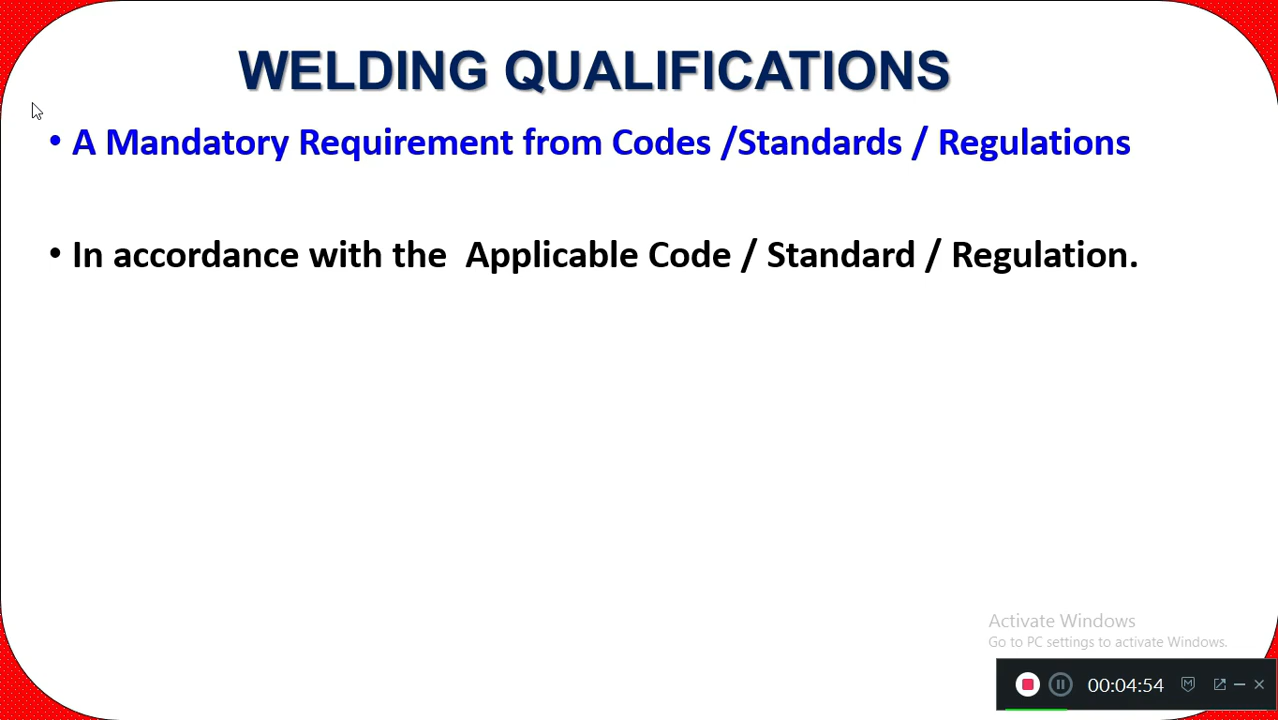 WELDING QUALIFICATIONS
• A Mandatory Requirement from Codes /Standards / Regulations
• In accordance with the  Applicable Code / Standard / Regulation.
Activate Windows
Go to PC settings to activate Windows.
00:04:54